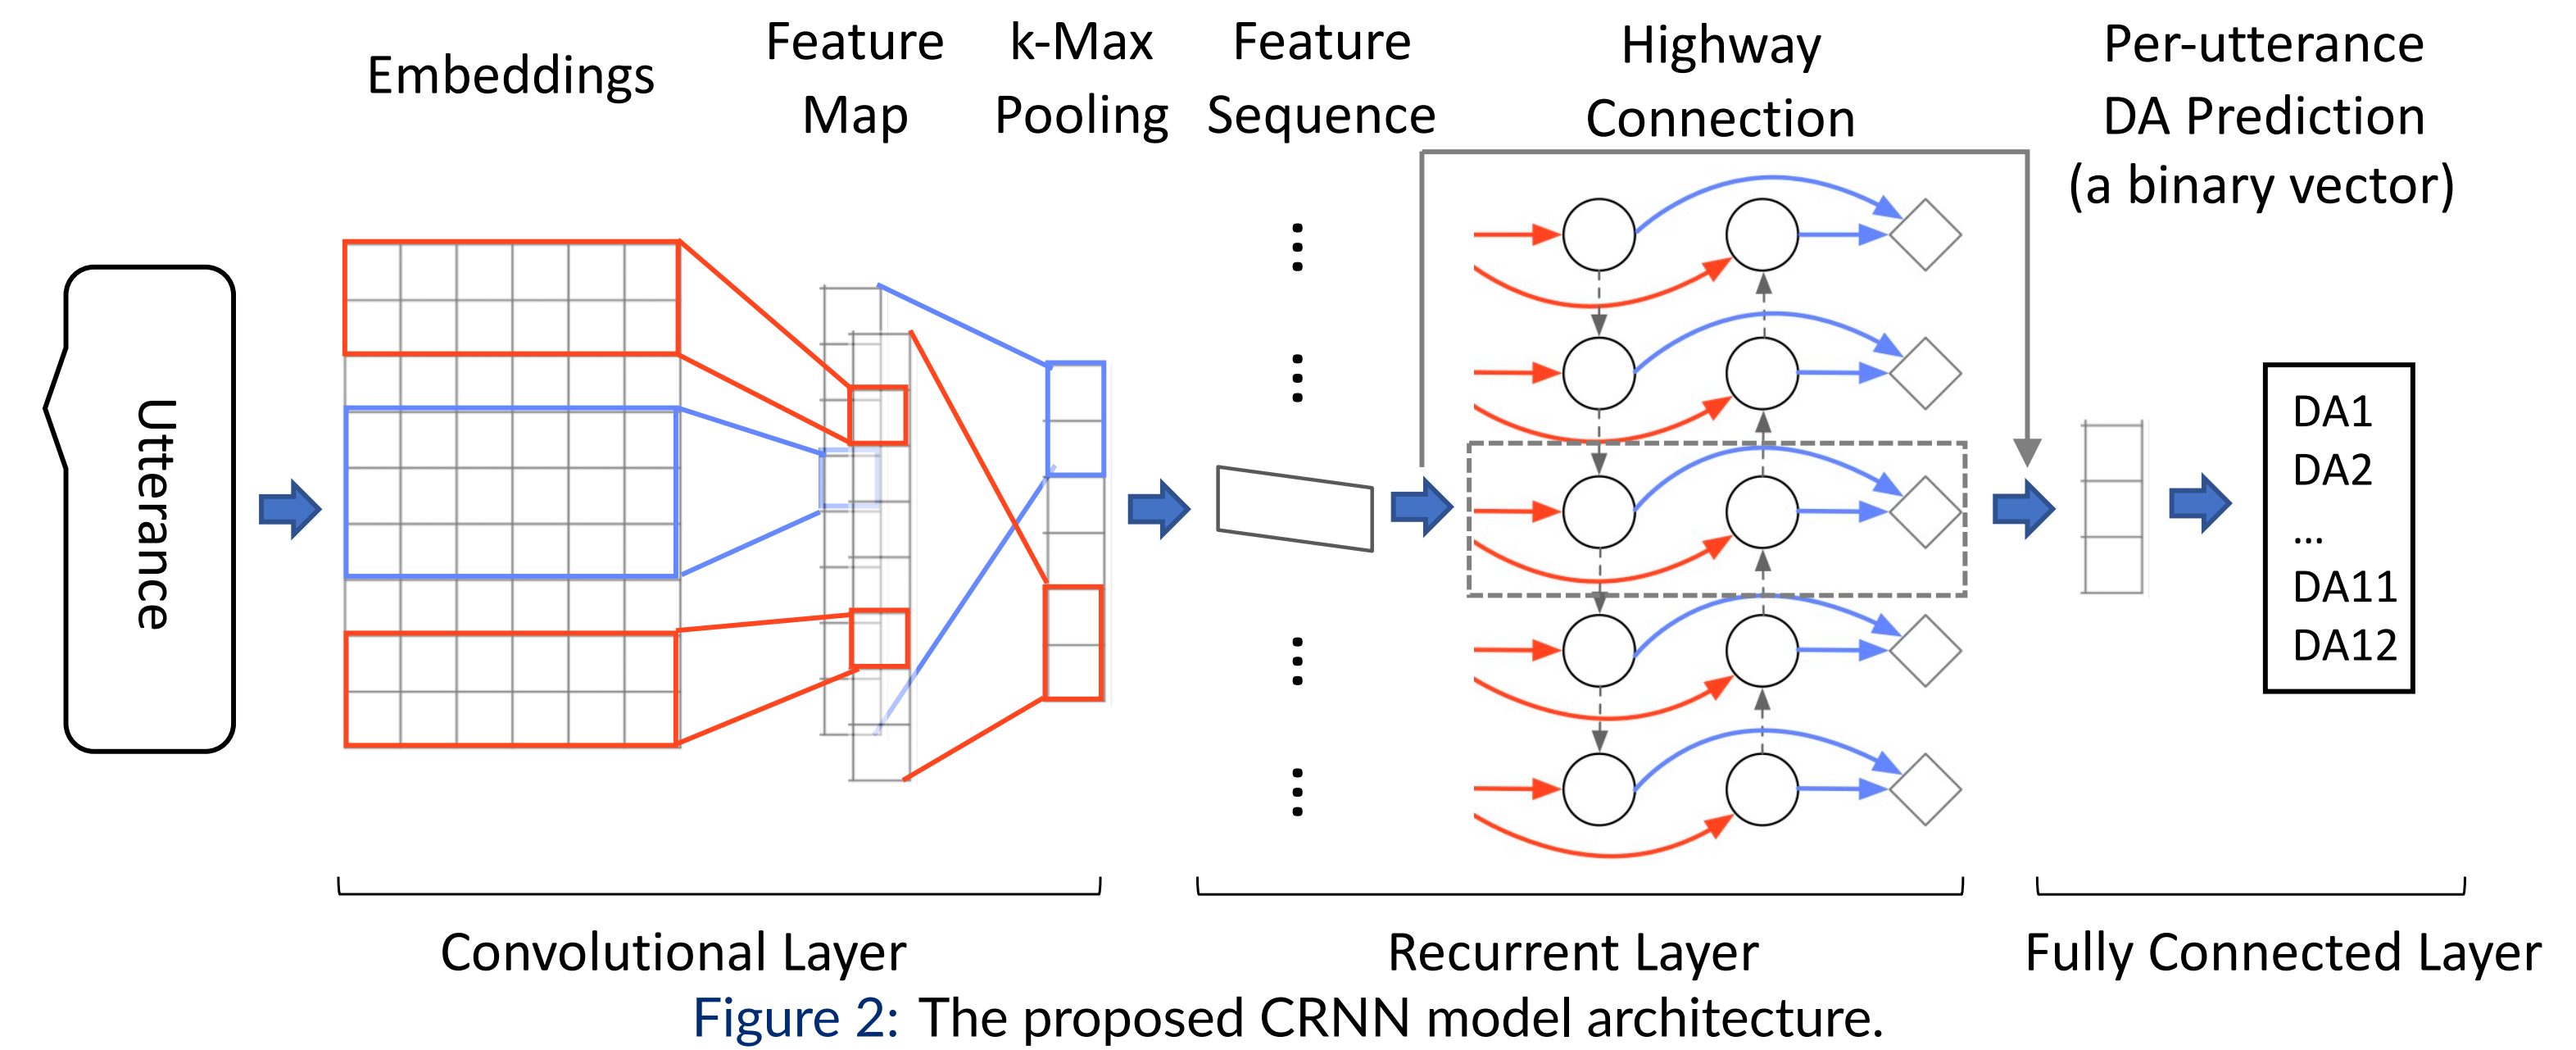 Embeddings
Feature
Map
k-Max
Pooling
Feature
Sequence
Highway
Connection
Per-utterance
DA Prediction
(a binary vector)
Utterance
DA1
DA2
...
DA11
DA12
Convolutional Layer
Recurrent Layer
Fully Connected Layer
Figure 2: The proposed CRNN model architecture.